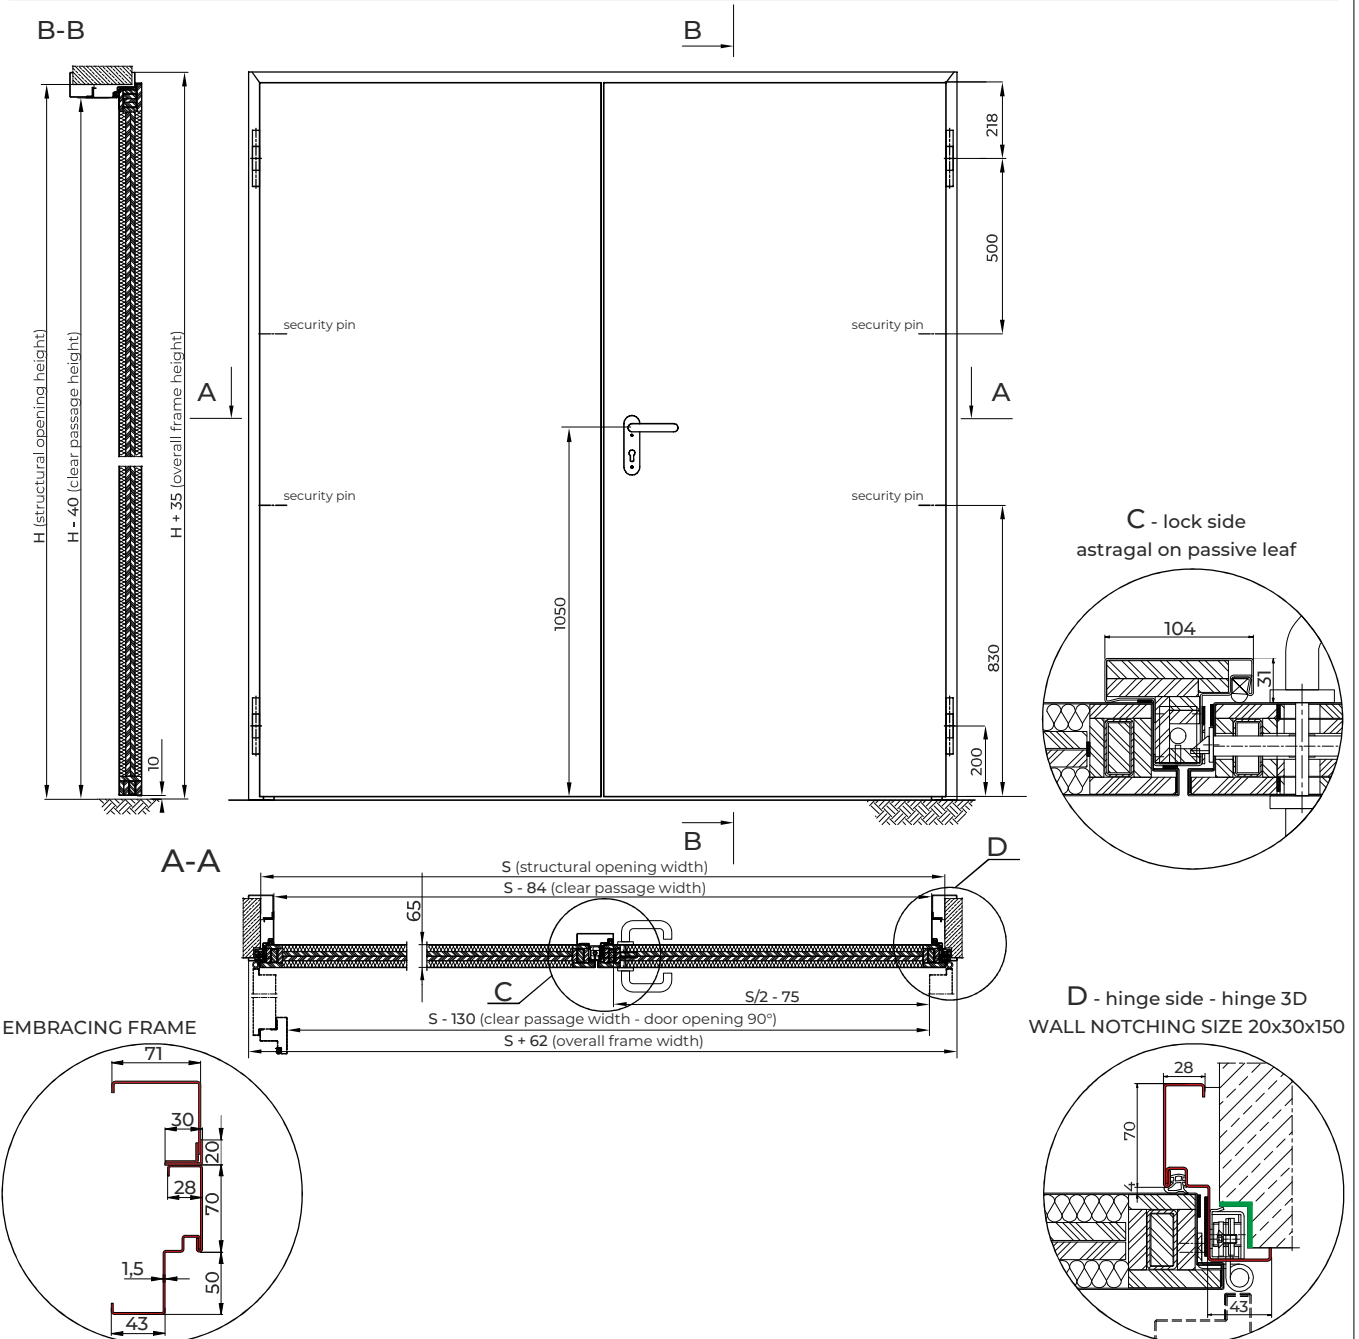 B-B
B
218
500
security pin
security pin
H (structural opening height)
H - 40 (clear passage height)
H + 35 (overall frame height)
A
A
security pin
security pin
1050
830
200
10
C - lock side
astragal on passive leaf
104
31
B
A-A
D
S (structural opening width)
S - 84 (clear passage width)
65
C
S/2 - 75
S - 130 (clear passage width - door opening 90°)
S + 62 (overall frame width)
EMBRACING FRAME
71
30
20
28
70
1,5
50
43
D - hinge side - hinge 3D
WALL NOTCHING SIZE 20x30x150
28
70
4
43